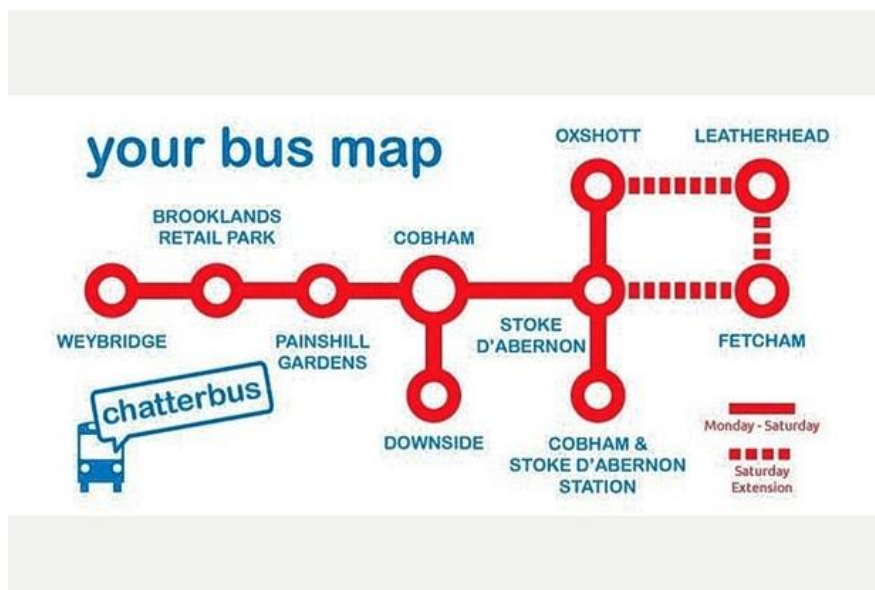 your bus map
OXSHOTT
LEATHERHEAD
BROOKLANDS
RETAIL PARK
COBHAM
WEYBRIDGE
PAINSHILL
GARDENS
STOKE
D'ABERNON
FETCHAM
chatterbus
DOWNSIDE
COBHAM &
STOKE D'ABERNON
STATION
Monday - Saturday
Saturday
Extension